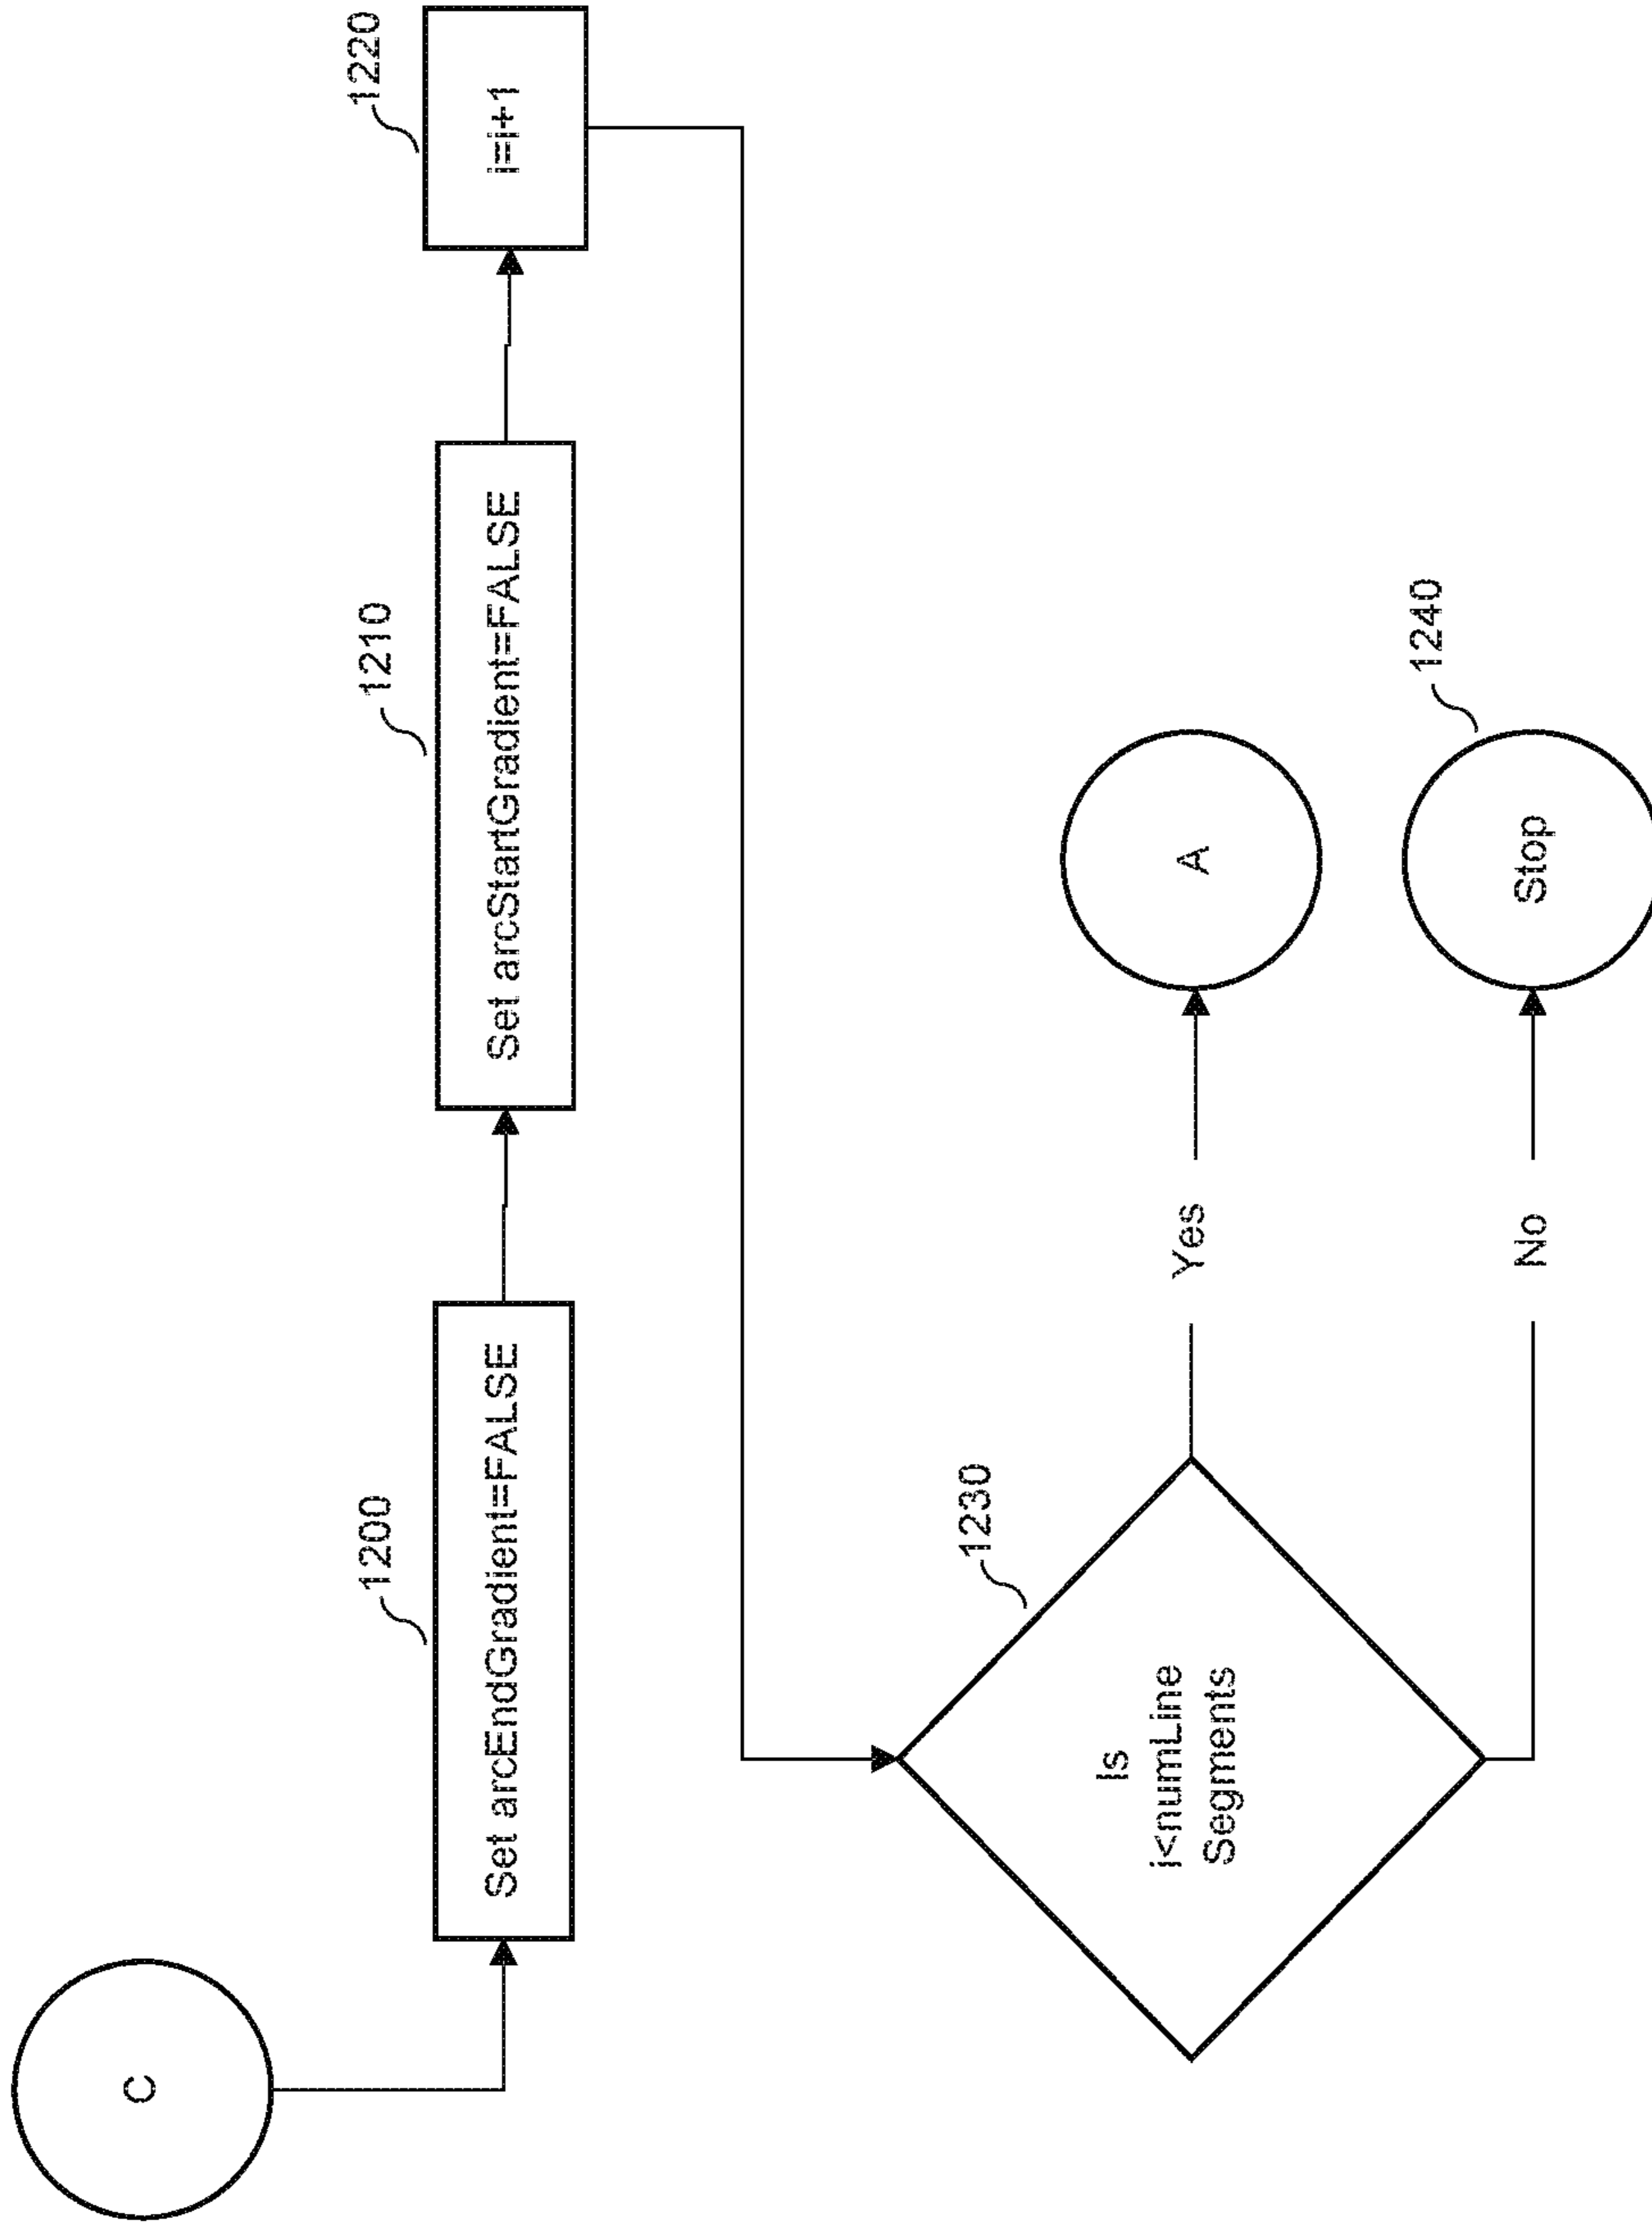 C
1200
Set arcEndGradient=FALSE
1210
Set arcStartGradient=FALSE
1220
i=i+1
1230
Is
i<numLine
Segments
Yes
A
No
Stop
1240